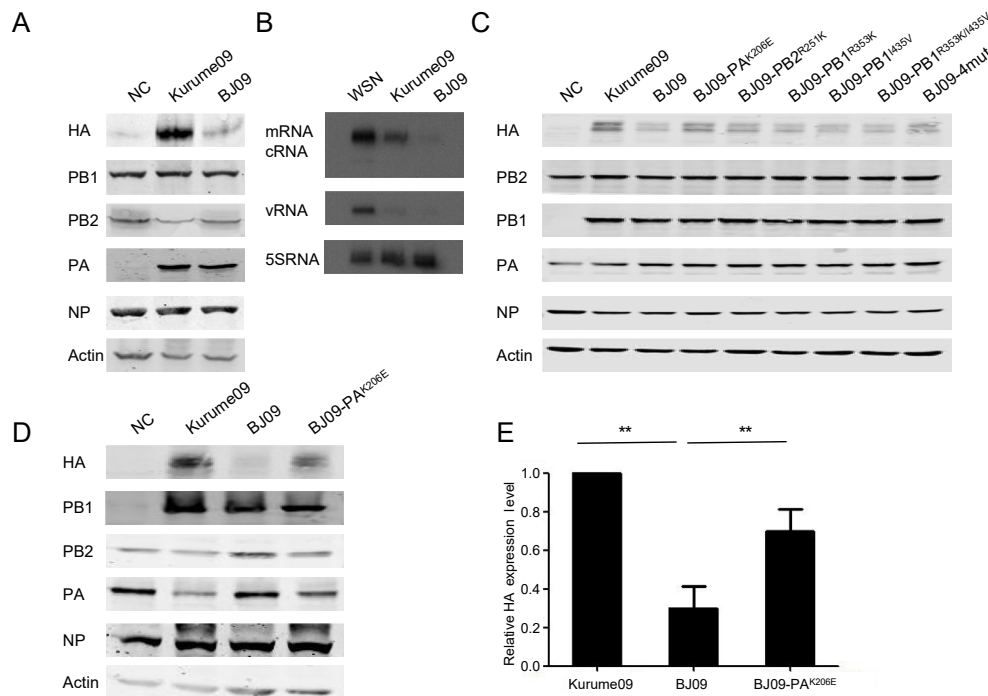 A
NC Kurume09 BJ09
HA
PB1
PB2
PA
NP
Actin
B
WSN Kurume09 BJ09
mRNA
cRNA
vRNA
5SRNA
C
NC Kurume09 BJ09 BJ09-PAK206E BJ09-PB2R251K BJ09-PB1R353K BJ09-PB1I435V BJ09-PB1R353K/I435V BJ09-4mut
HA
PB2
PB1
PA
NP
Actin
D
NC Kurume09 BJ09 BJ09-PAK206E
HA
PB1
PB2
PA
NP
Actin
E
** **
Relative HA expression level
1.0
0.8
0.6
0.4
0.2
0.0
Kurume09 BJ09 BJ09-PAK206E